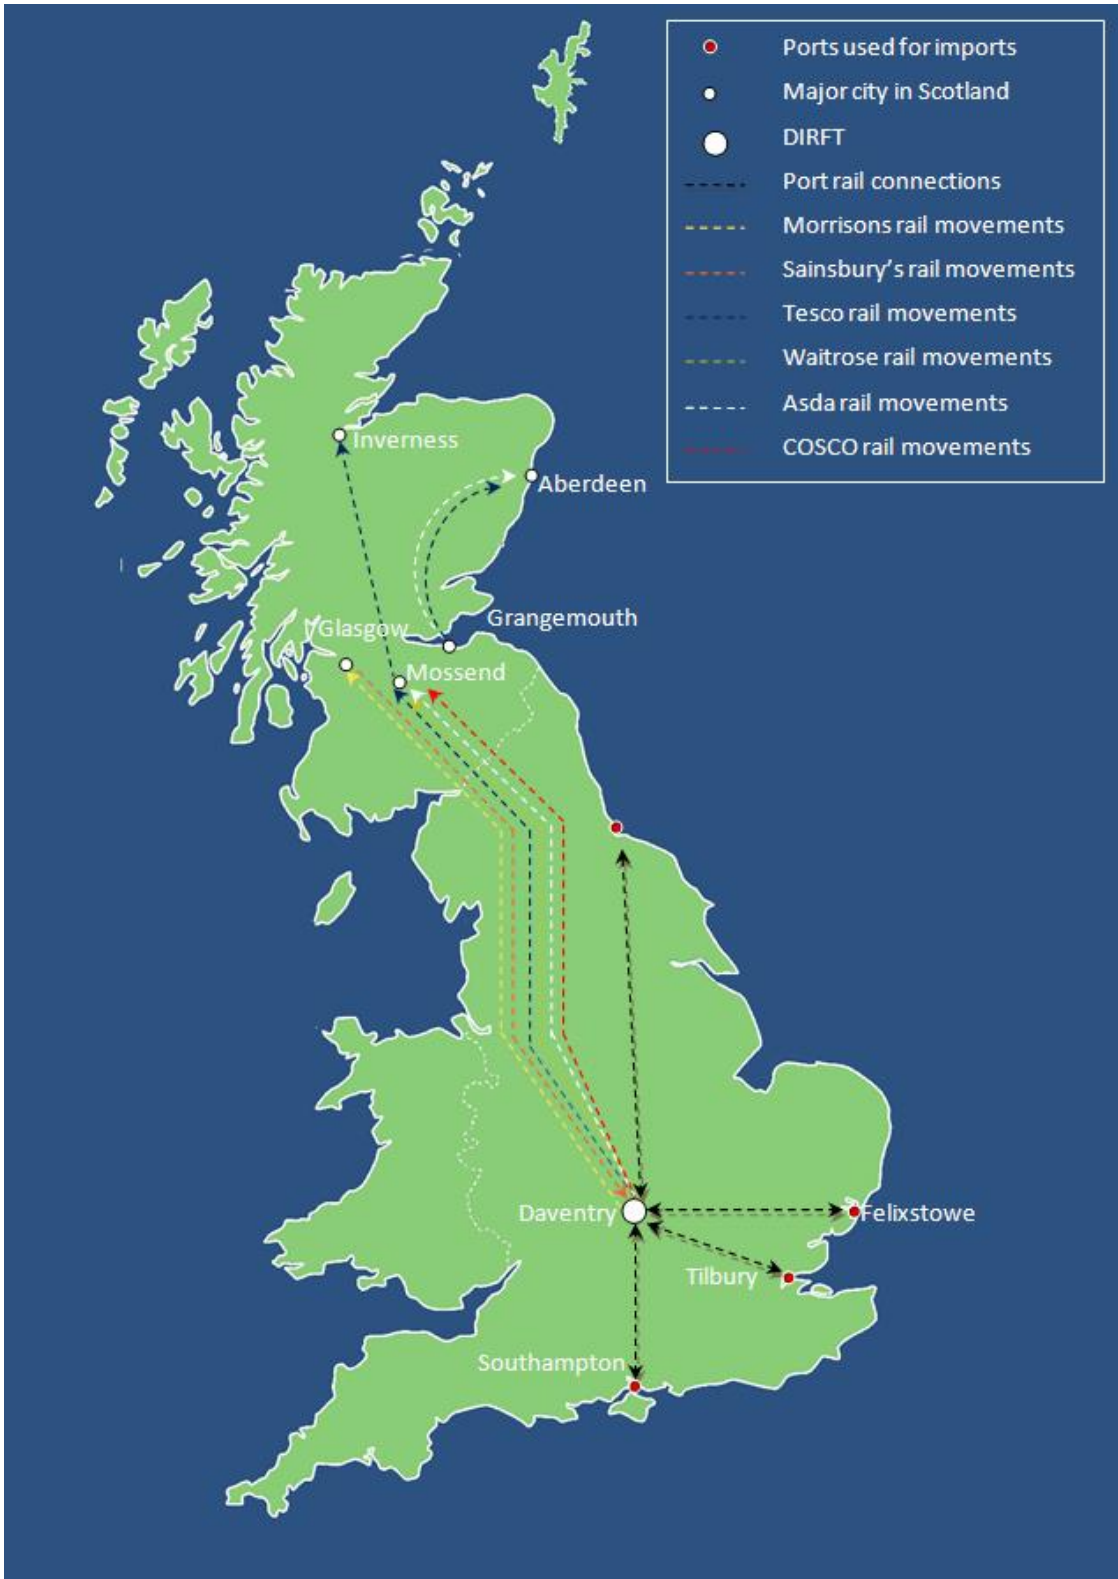 Ports used for imports
Major city in Scotland
DIRFT
Port rail connections
Morrisons rail movements
Sainsbury's rail movements
Tesco rail movements
Waitrose rail movements
Asda rail movements
COSCO rail movements
Inverness
Aberdeen
Grangemouth
Glasgow
Mossend
Daventry
Felixstowe
Tilbury
Southampton